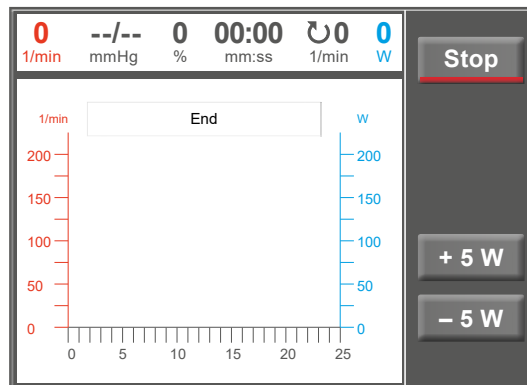 0 --/-- 0 00:00 ↻0 0
1/min mmHg % mm:ss 1/min W
Stop
1/min End W
200 200
150 150
100 100
50 50
0 0
0 5 10 15 20 25
+ 5 W
– 5 W